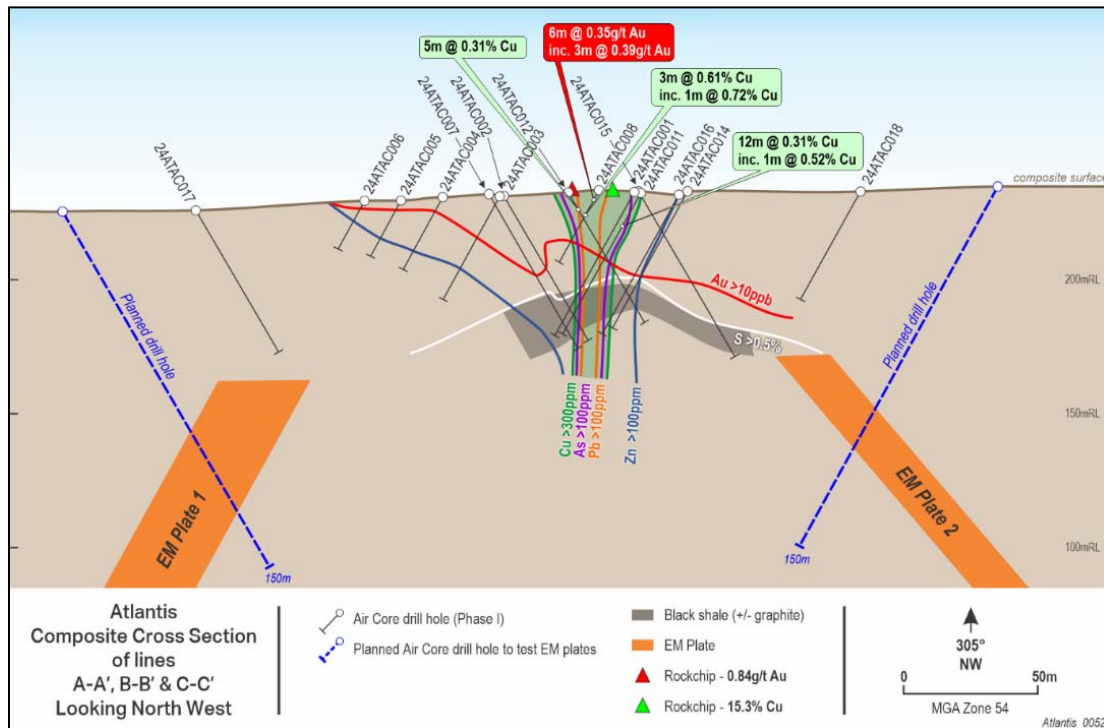 5m @ 0.31% Cu
6m @ 0.35g/t Au
inc. 3m @ 0.39g/t Au
3m @ 0.61% Cu
inc. 1m @ 0.72% Cu
12m @ 0.31% Cu
inc. 1m @ 0.52% Cu
24ATAC017
24ATAC006
24ATAC005
24ATAC004
24ATAC007
24ATAC002
24ATAC003
24ATAC012
24ATAC015
24ATAC008
24ATAC001
24ATAC011
24ATAC016
24ATAC014
24ATAC018
composite surface
200mRL
150mRL
100mRL
Planned drill hole
150m
Planned drill hole
150m
Au >10ppb
S >0.5%
Cu >300ppm
As >100ppm
Pb >100ppm
Zn >100ppm
EM Plate 1
EM Plate 2
Atlantis
Composite Cross Section
of lines
A-A', B-B' & C-C'
Looking North West
Air Core drill hole (Phase I)
Planned Air Core drill hole to test EM plates
Black shale (+/- graphite)
EM Plate
Rockchip - 0.84g/t Au
Rockchip - 15.3% Cu
305°
NW
0 50m
MGA Zone 54
Atlantis_0052